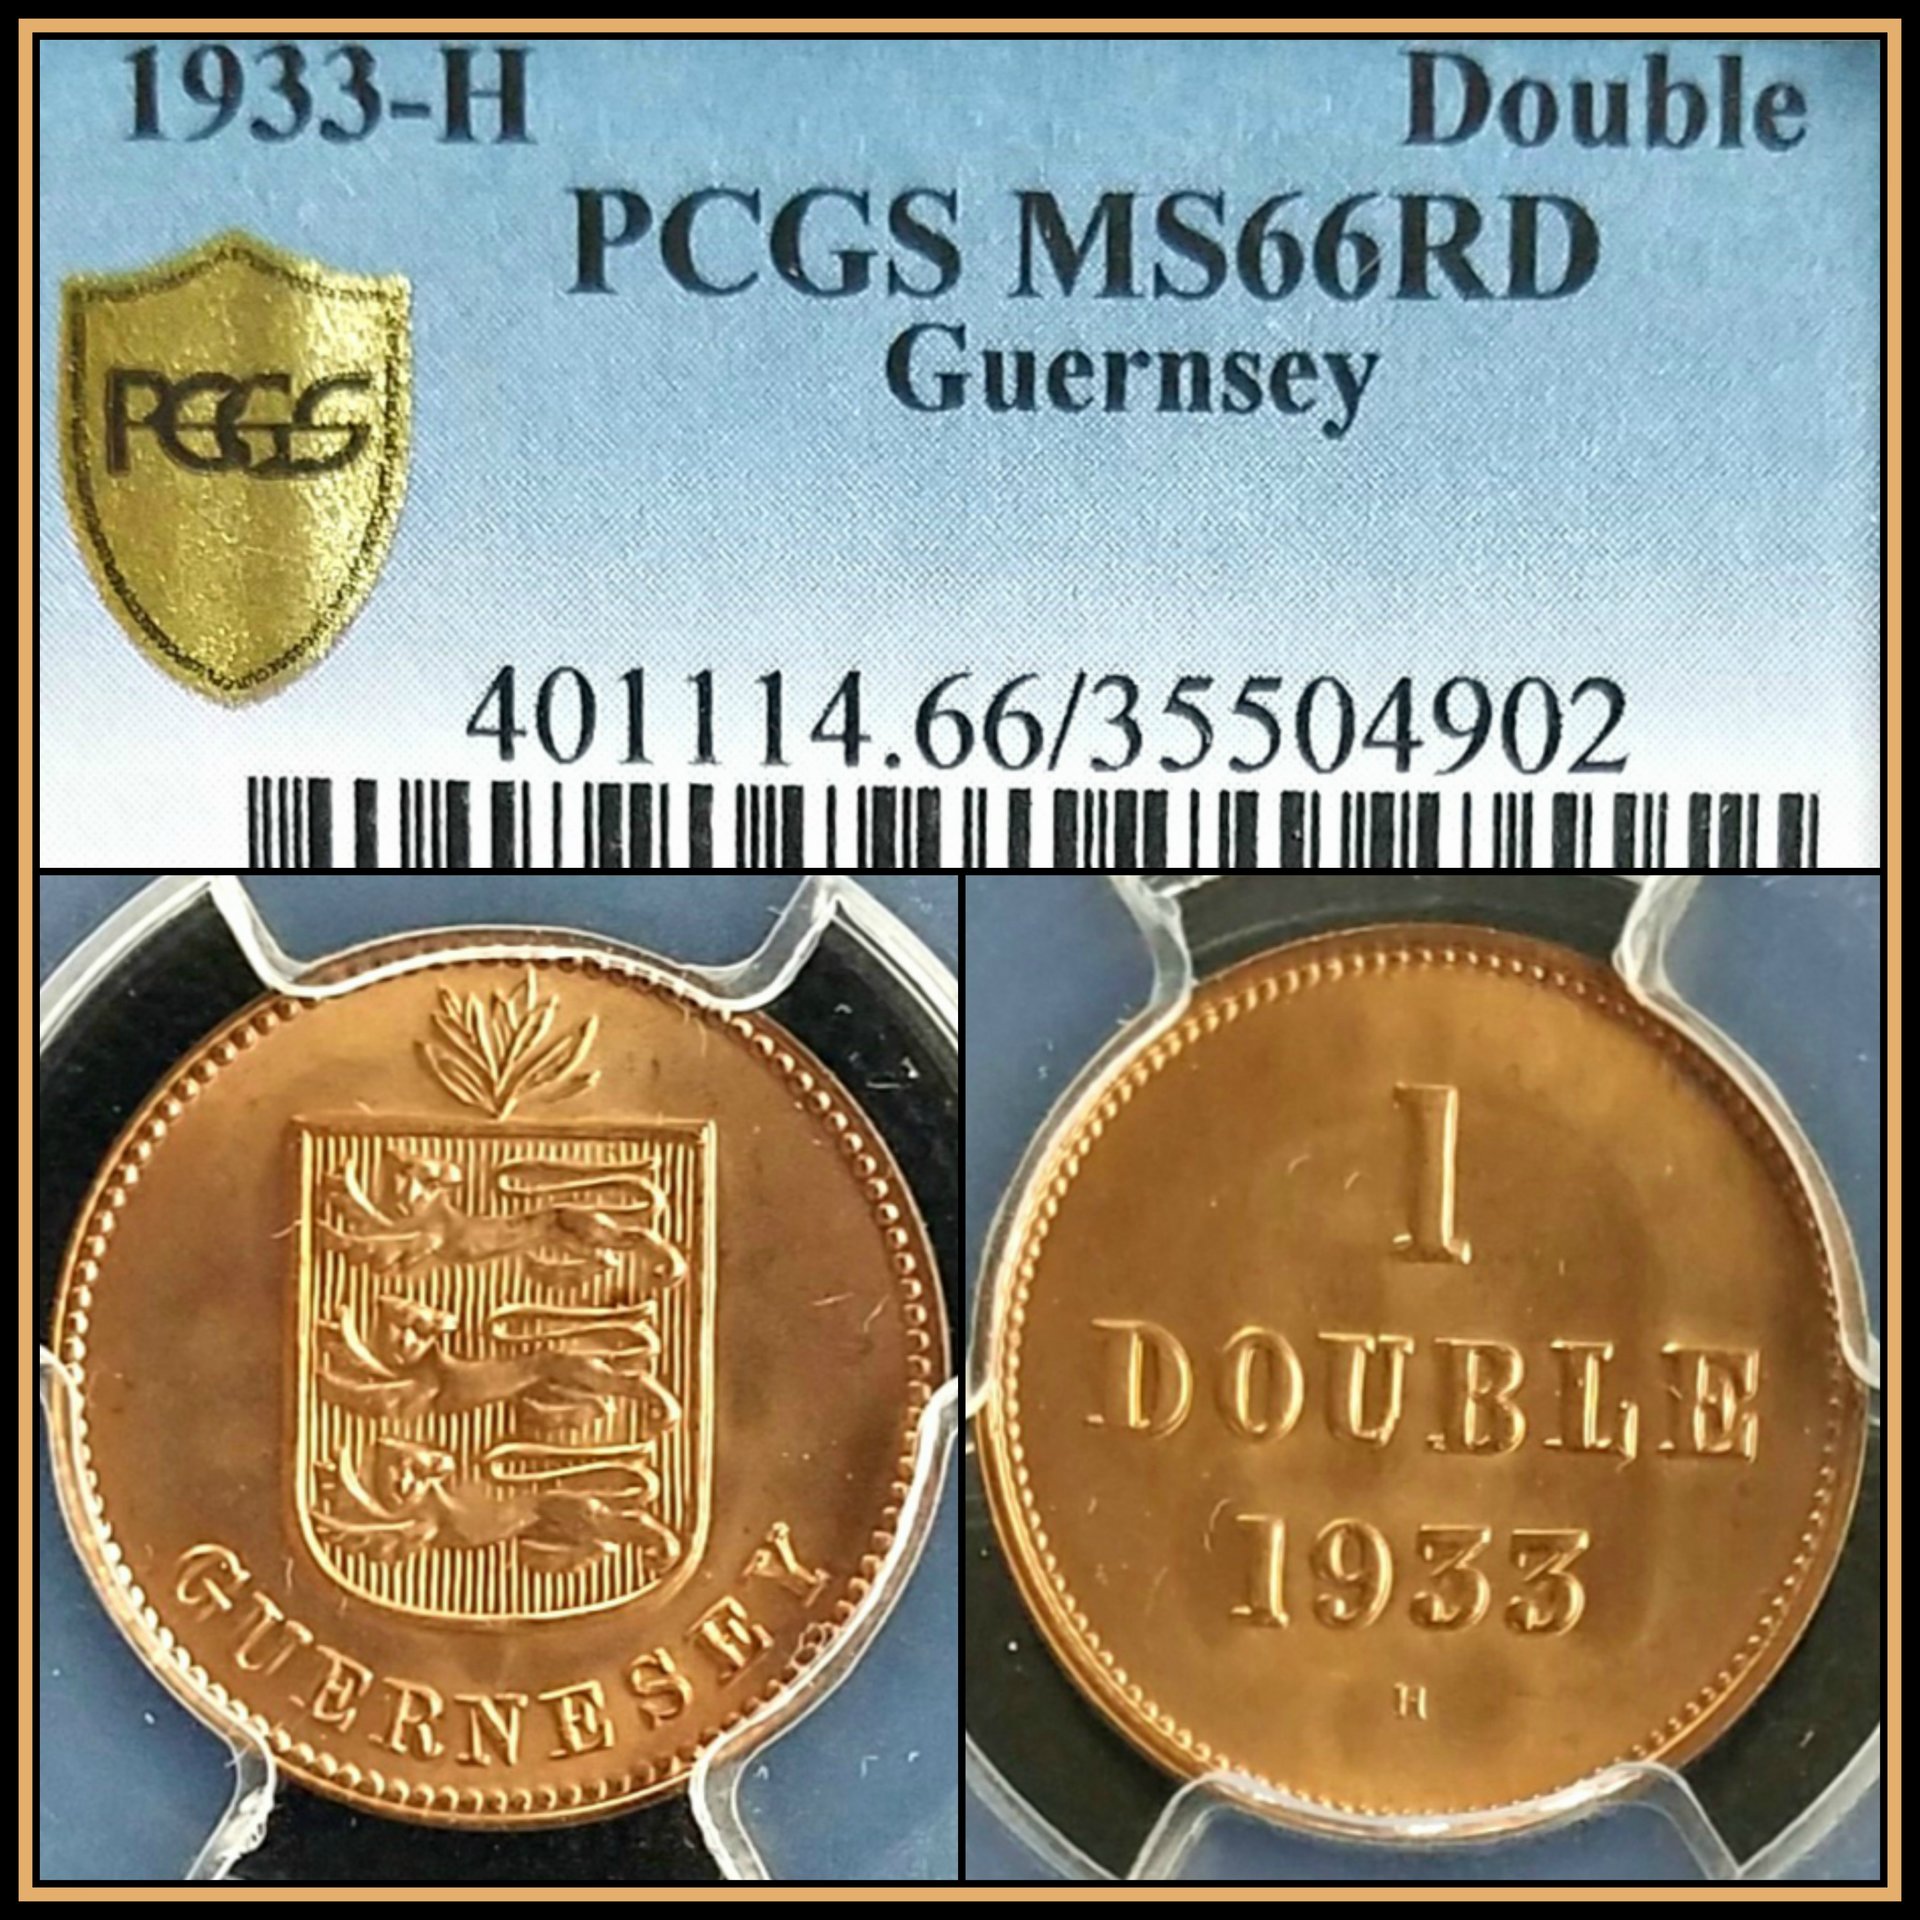 1933-H Double
PCGS MS66RD
Guernsey
PCGS
401114.66/35504902
GUERNESEY
1
DOUBLE
1933
H